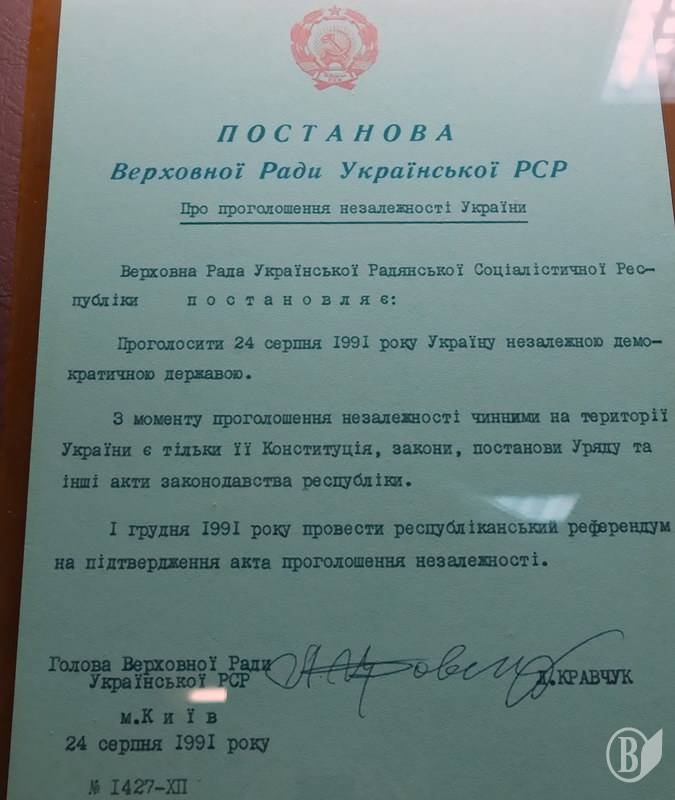 ПОСТАНОВА
Верховної Ради Української РСР
Про проголошення незалежності України
Верховна Рада Української Радянської Соціалістичної Рес-
публіки постановляє:
Проголосити 24 серпня 1991 року Україну незалежною демо-
кратичною державою.
З моменту проголошення незалежності чинними на території
України є тільки її Конституція, закони, постанови Уряду та
інші акти законодавства республіки.
І грудня 1991 року провести республіканський референдум
на підтвердження акта проголошення незалежності.
Голова Верховної Ради
Української РСР
Л.КРАВЧУК
м.Київ
24 серпня 1991 року
№ 1427-ХП
В